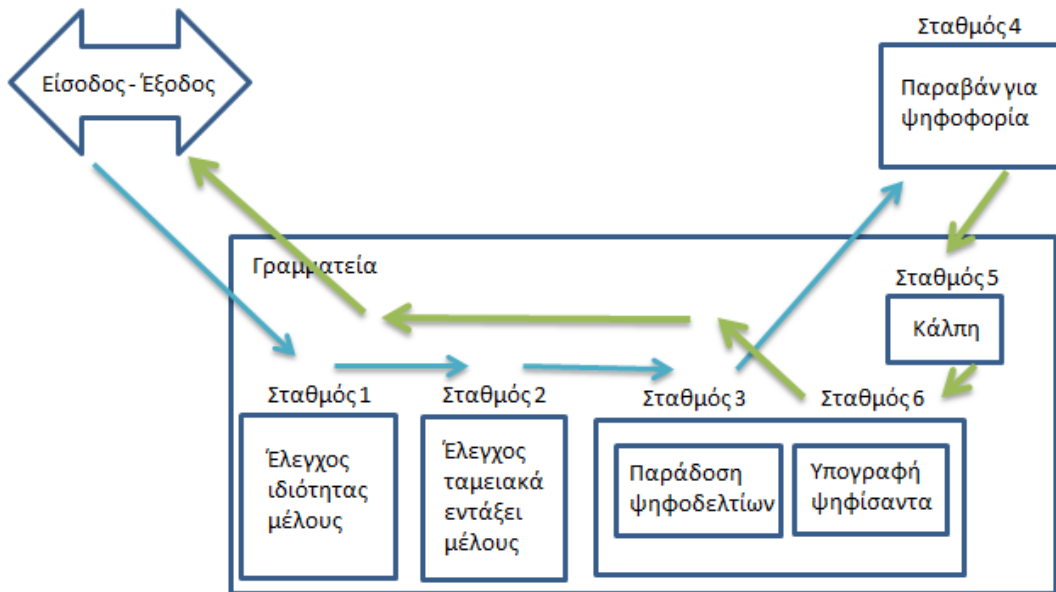 Είσοδος - Έξοδος
Σταθμός 4
Παραβάν για
ψηφοφορία
Γραμματεία
Σταθμός 5
Κάλπη
Σταθμός 1
Σταθμός 2
Σταθμός 3
Σταθμός 6
Έλεγχος
ιδιότητας
μέλους
Έλεγχος
ταμειακά
εντάξει
μέλους
Παράδοση
ψηφοδελτίων
Υπογραφή
ψηφίσαντα